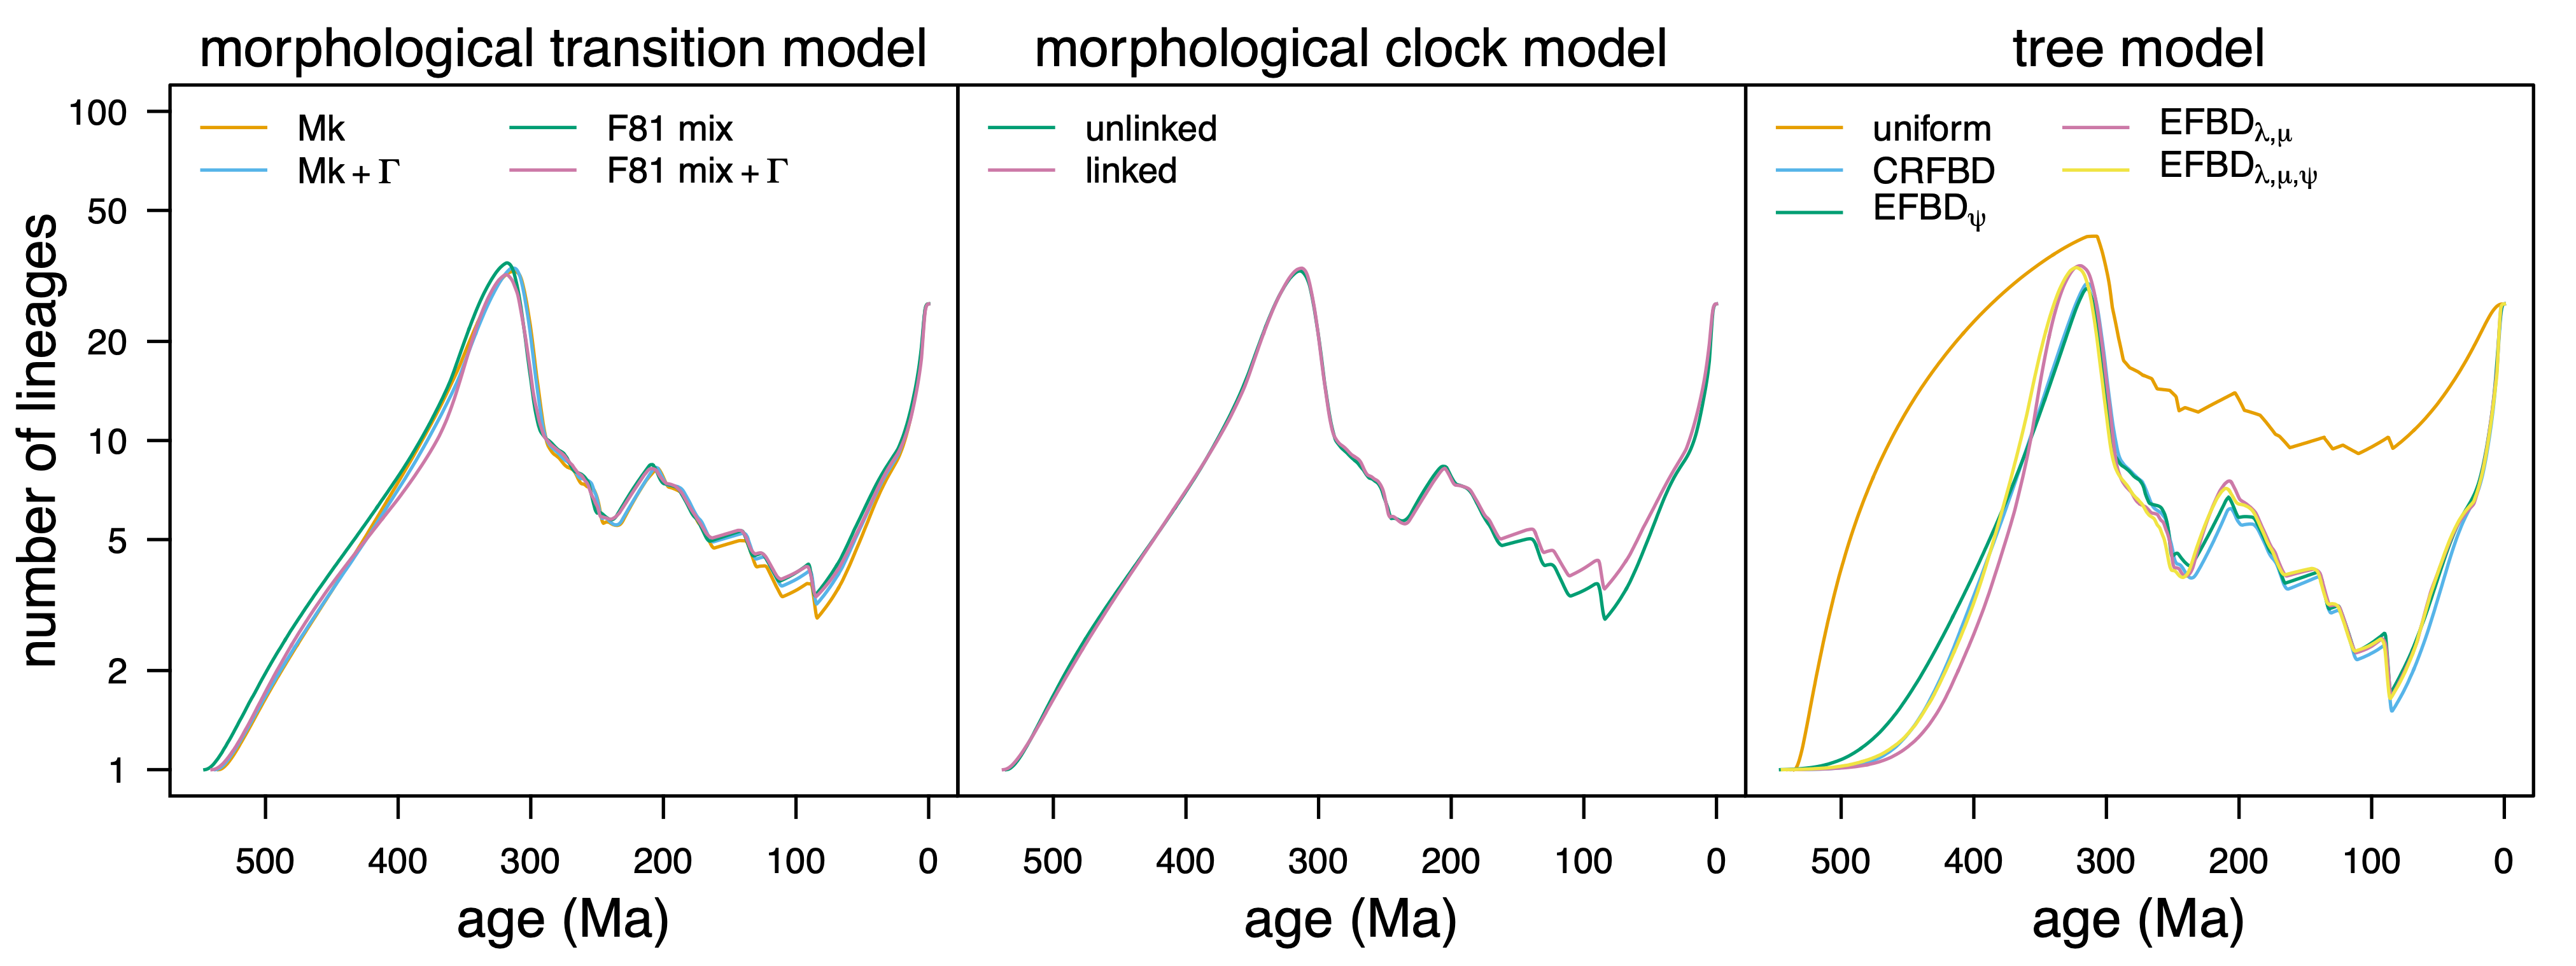 morphological transition model
morphological clock model
tree model
number of lineages
100
50
20
10
5
2
1
Mk
Mk + Γ
F81 mix
F81 mix + Γ
unlinked
linked
uniform
CRFBD
EFBDψ
EFBDλ,μ
EFBDλ,μ,ψ
500 400 300 200 100 0
500 400 300 200 100 0
500 400 300 200 100 0
age (Ma)
age (Ma)
age (Ma)